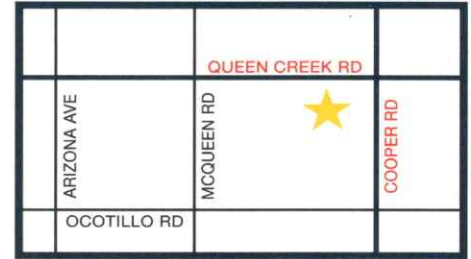 QUEEN CREEK RD
ARIZONA AVE
MCQUEEN RD
COOPER RD
OCOTILLO RD